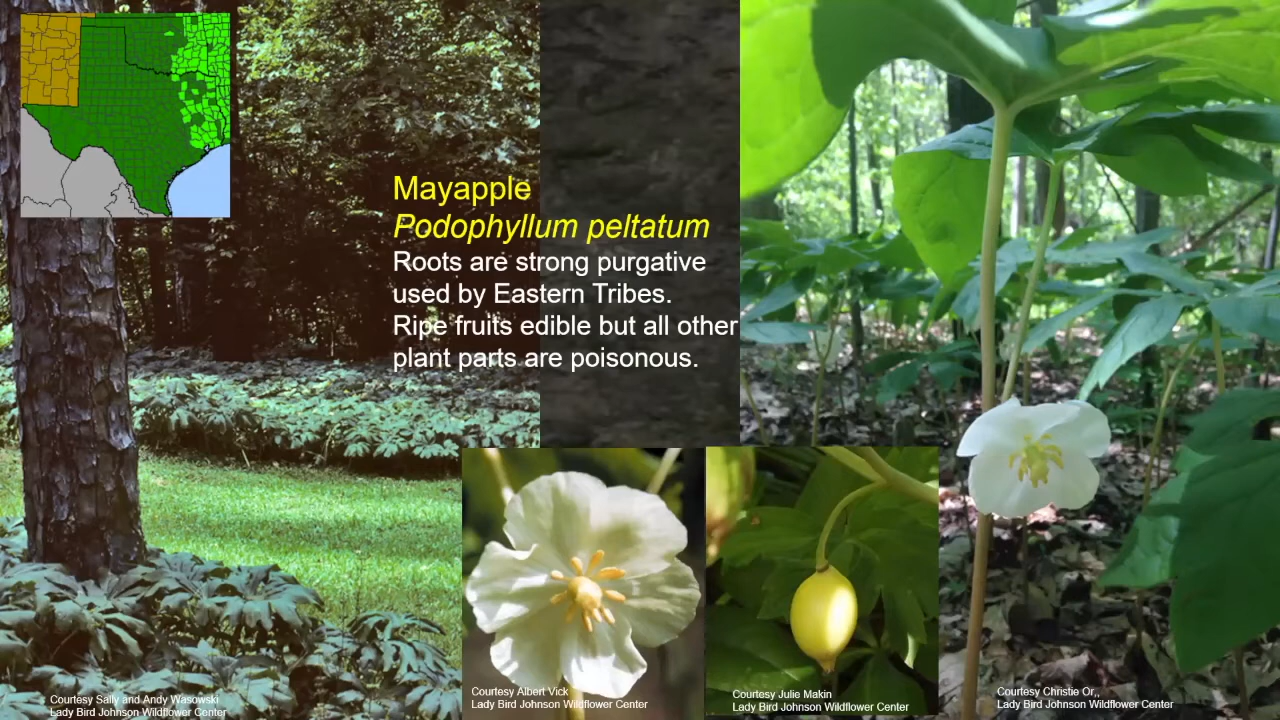 Mayapple
Podophyllum peltatum
Roots are strong purgative
used by Eastern Tribes.
Ripe fruits edible but all other
plant parts are poisonous.
Courtesy Sally and Andy Wasowski
Lady Bird Johnson Wildflower Center
Courtesy Albert Vick
Lady Bird Johnson Wildflower Center
Courtesy Julie Makin
Lady Bird Johnson Wildflower Center
Courtesy Christie Or,,
Lady Bird Johnson Wildflower Center